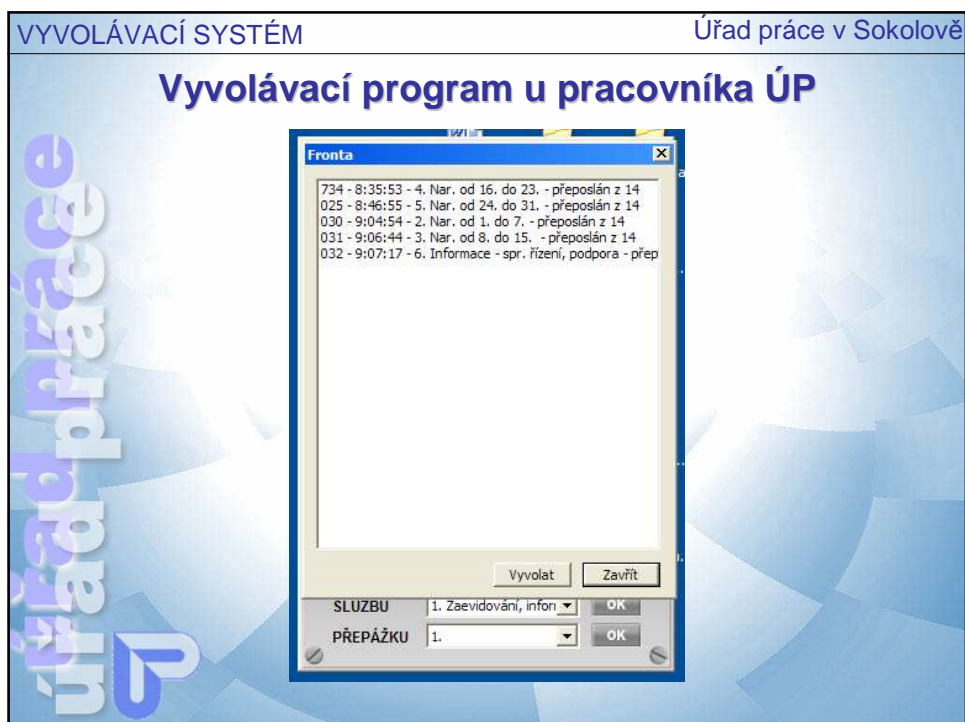 VYVOLÁVACÍ SYSTÉM
Úřad práce v Sokolově
Vyvolávací program u pracovníka ÚP
Fronta
734 - 8:35:53 - 4. Nar. od 16. do 23. - přeposlán z 14
025 - 8:46:55 - 5. Nar. od 24. do 31. - přeposlán z 14
030 - 9:04:54 - 2. Nar. od 1. do 7. - přeposlán z 14
031 - 9:06:44 - 3. Nar. od 8. do 15. - přeposlán z 14
032 - 9:07:17 - 6. Informace - spr. řízení, podpora - přep
Vyvolat
Zavřít
SLUŽBU
1. Zaevidování, infor
OK
PŘEPÁŽKU
1.
OK
úřad práce
úřad práce